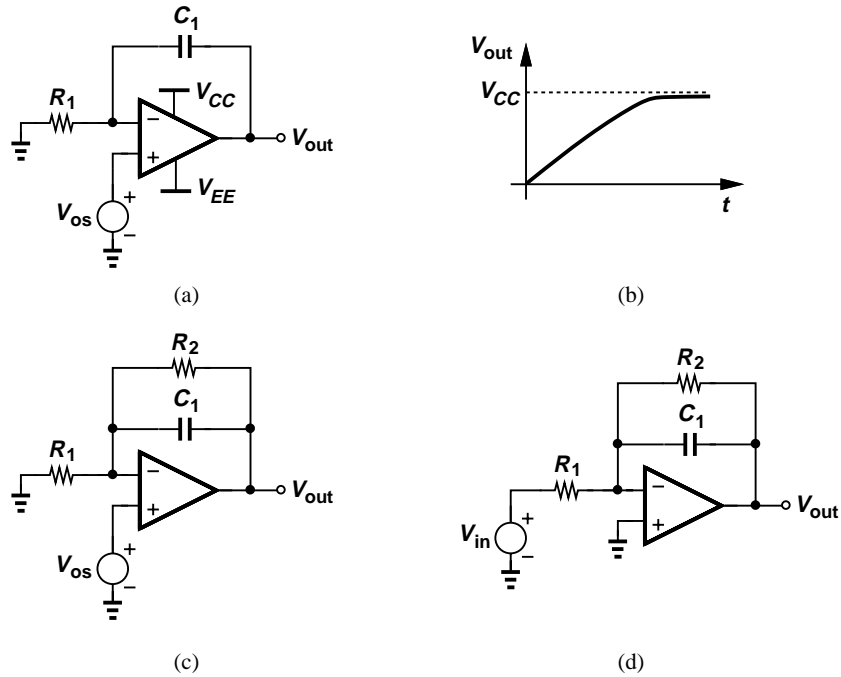 C1
R1
VCC
− +
Vout
VEE
Vos
+ −
(a)
Vout
VCC
t
(b)
R2
C1
R1
− +
Vout
Vos
+ −
(c)
R2
C1
R1
− +
Vout
Vin
+ −
(d)